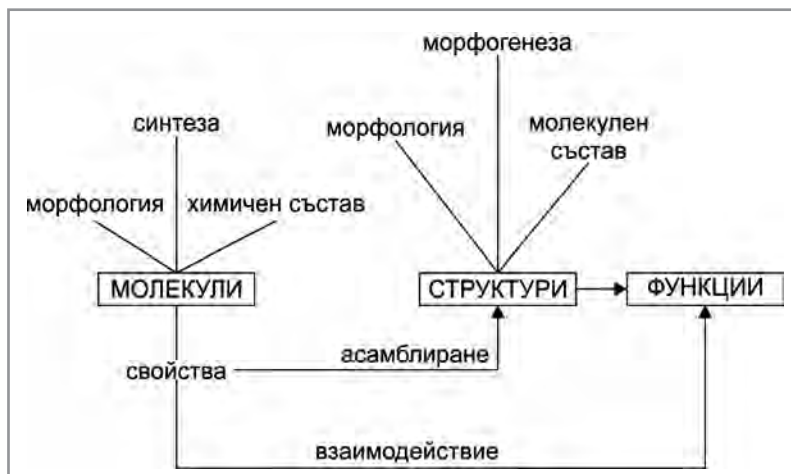 морфогенеза
синтеза
морфология
молекулен
състав
морфология
химичен състав
МОЛЕКУЛИ
СТРУКТУРИ
ФУНКЦИИ
асамблиране
свойства
взаимодействие